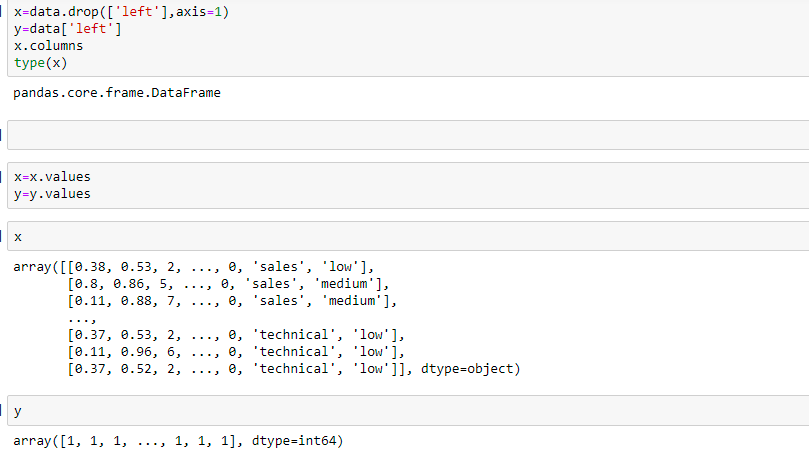 x=data.drop(['left'],axis=1)
y=data['left']
x.columns
type(x)
pandas.core.frame.DataFrame
x=x.values
y=y.values
x
array([[0.38, 0.53, 2, ..., 0, 'sales', 'low'],
[0.8, 0.86, 5, ..., 0, 'sales', 'medium'],
[0.11, 0.88, 7, ..., 0, 'sales', 'medium'],
...,
[0.37, 0.53, 2, ..., 0, 'technical', 'low'],
[0.11, 0.96, 6, ..., 0, 'technical', 'low'],
[0.37, 0.52, 2, ..., 0, 'technical', 'low']], dtype=object)
y
array([1, 1, 1, ..., 1, 1, 1], dtype=int64)